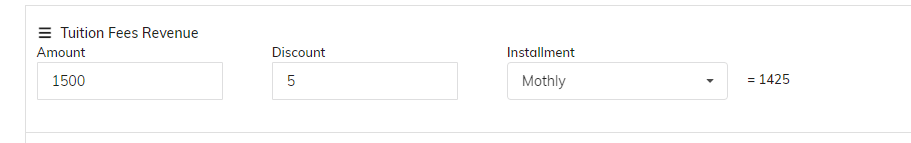 Tuition Fees Revenue
Amount Discount Installment
1500 5 Mothly = 1425